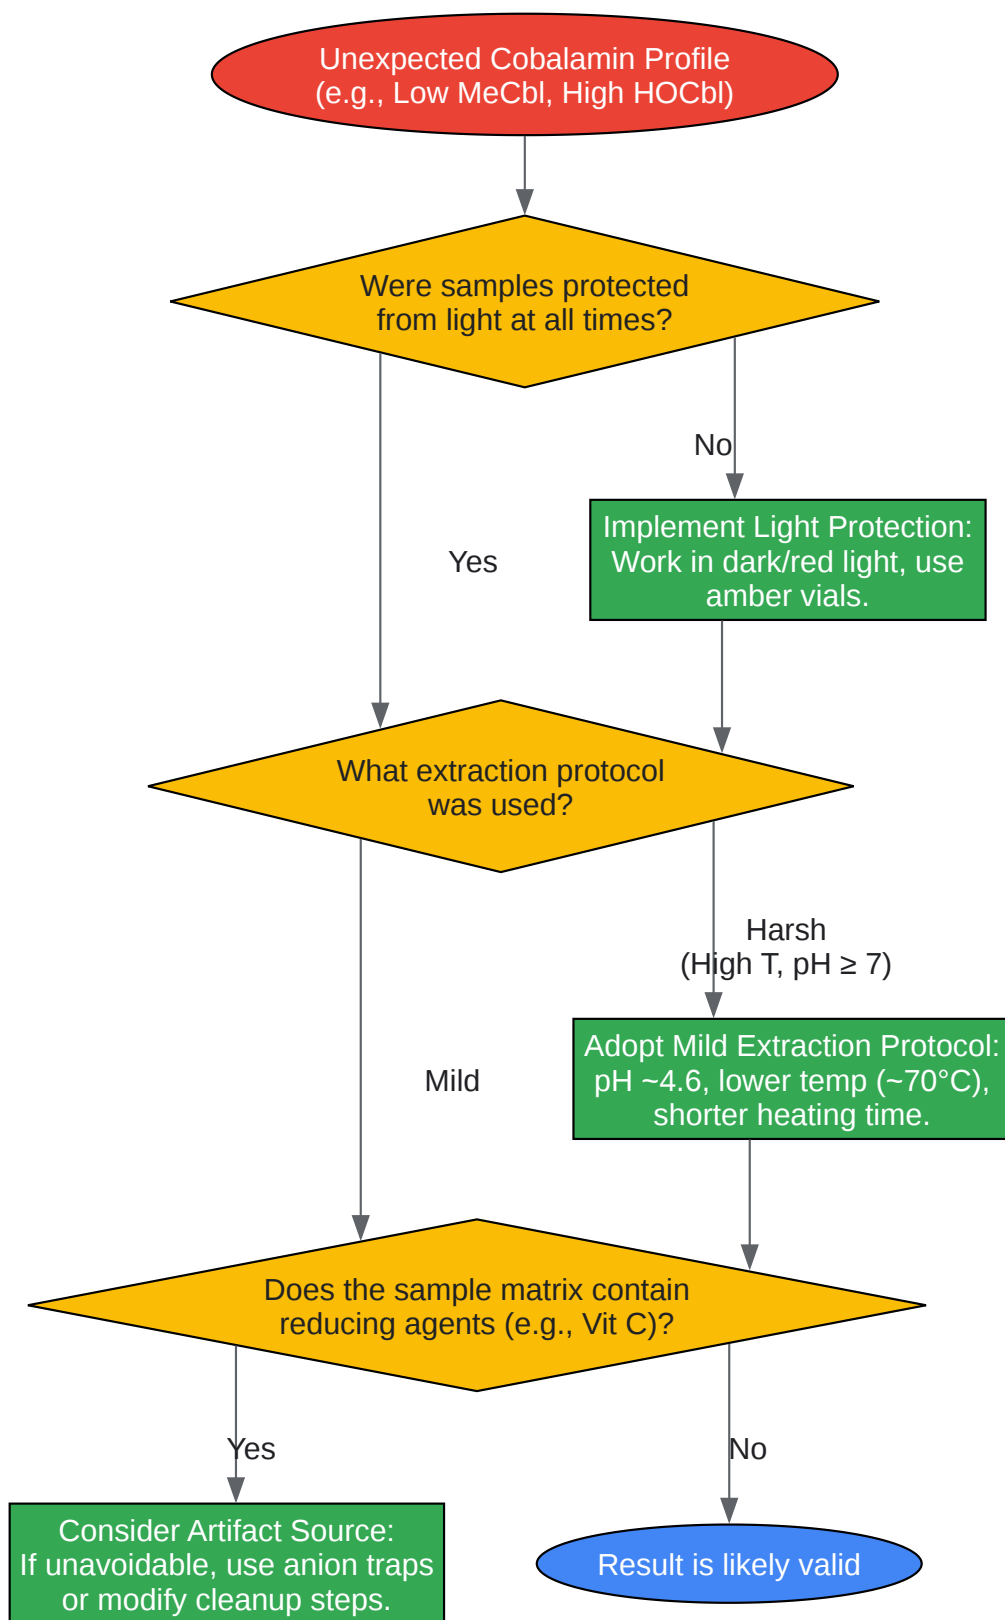 Unexpected Cobalamin Profile
(e.g., Low MeCbl, High HOCbl)
Were samples protected
from light at all times?
No
Implement Light Protection:
Work in dark/red light, use
amber vials.
Yes
What extraction protocol
was used?
Harsh
(High T, pH ≥ 7)
Adopt Mild Extraction Protocol:
pH ~4.6, lower temp (~70°C),
shorter heating time.
Mild
Does the sample matrix contain
reducing agents (e.g., Vit C)?
Yes
No
Consider Artifact Source:
If unavoidable, use anion traps
or modify cleanup steps.
Result is likely valid